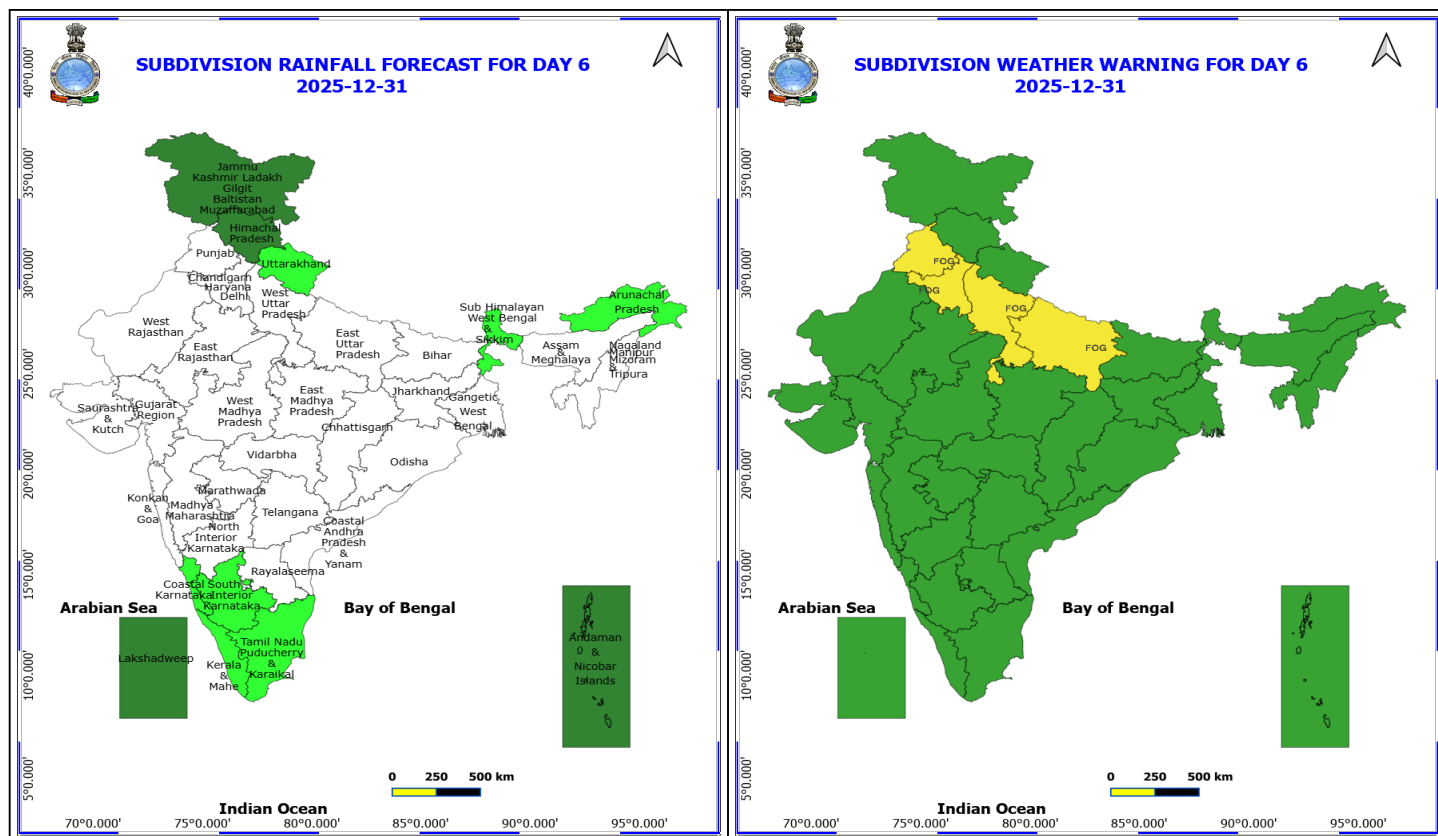 SUBDIVISION RAINFALL FORECAST FOR DAY 6
2025-12-31
40°0.000'
35°0.000'
30°0.000'
25°0.000'
20°0.000'
15°0.000'
10°0.000'
5°0.000'
Jammu
Kashmir Ladakh
Gilgit
Baltistan
Muzaffarabad
Himachal
Pradesh
Punjab
Uttarakhand
Chandigarh
Haryana
Delhi
West
Uttar
Pradesh
West
Rajasthan
East
Rajasthan
East
Uttar
Pradesh
Bihar
Sub Himalayan
West Bengal
&
Sikkim
Arunachal
Pradesh
Assam
&
Meghalaya
Nagaland
Manipur
Mizoram
&
Tripura
Saurashtra
&
Kutch
Gujarat
Region
West
Madhya
Pradesh
East
Madhya
Pradesh
Jharkhand
Gangetic
West
Bengal
Chhattisgarh
Vidarbha
Odisha
Konkan
&
Goa
Madhya
Maharashtra
Marathwada
Telangana
North
Interior
Karnataka
Coastal
Andhra
Pradesh
&
Yanam
Rayalaseema
Coastal
Karnataka
South
Interior
Karnataka
Tamil Nadu
Puducherry
&
Karaikal
Kerala
&
Mahe
Arabian Sea
Bay of Bengal
Lakshadweep
Andaman
&
Nicobar
Islands
0 250 500 km
Indian Ocean
70°0.000' 75°0.000' 80°0.000' 85°0.000' 90°0.000' 95°0.000'
SUBDIVISION WEATHER WARNING FOR DAY 6
2025-12-31
40°0.000'
35°0.000'
30°0.000'
25°0.000'
20°0.000'
15°0.000'
10°0.000'
5°0.000'
FOG
FOG
FOG
FOG
Arabian Sea
Bay of Bengal
0 250 500 km
Indian Ocean
70°0.000' 75°0.000' 80°0.000' 85°0.000' 90°0.000' 95°0.000'